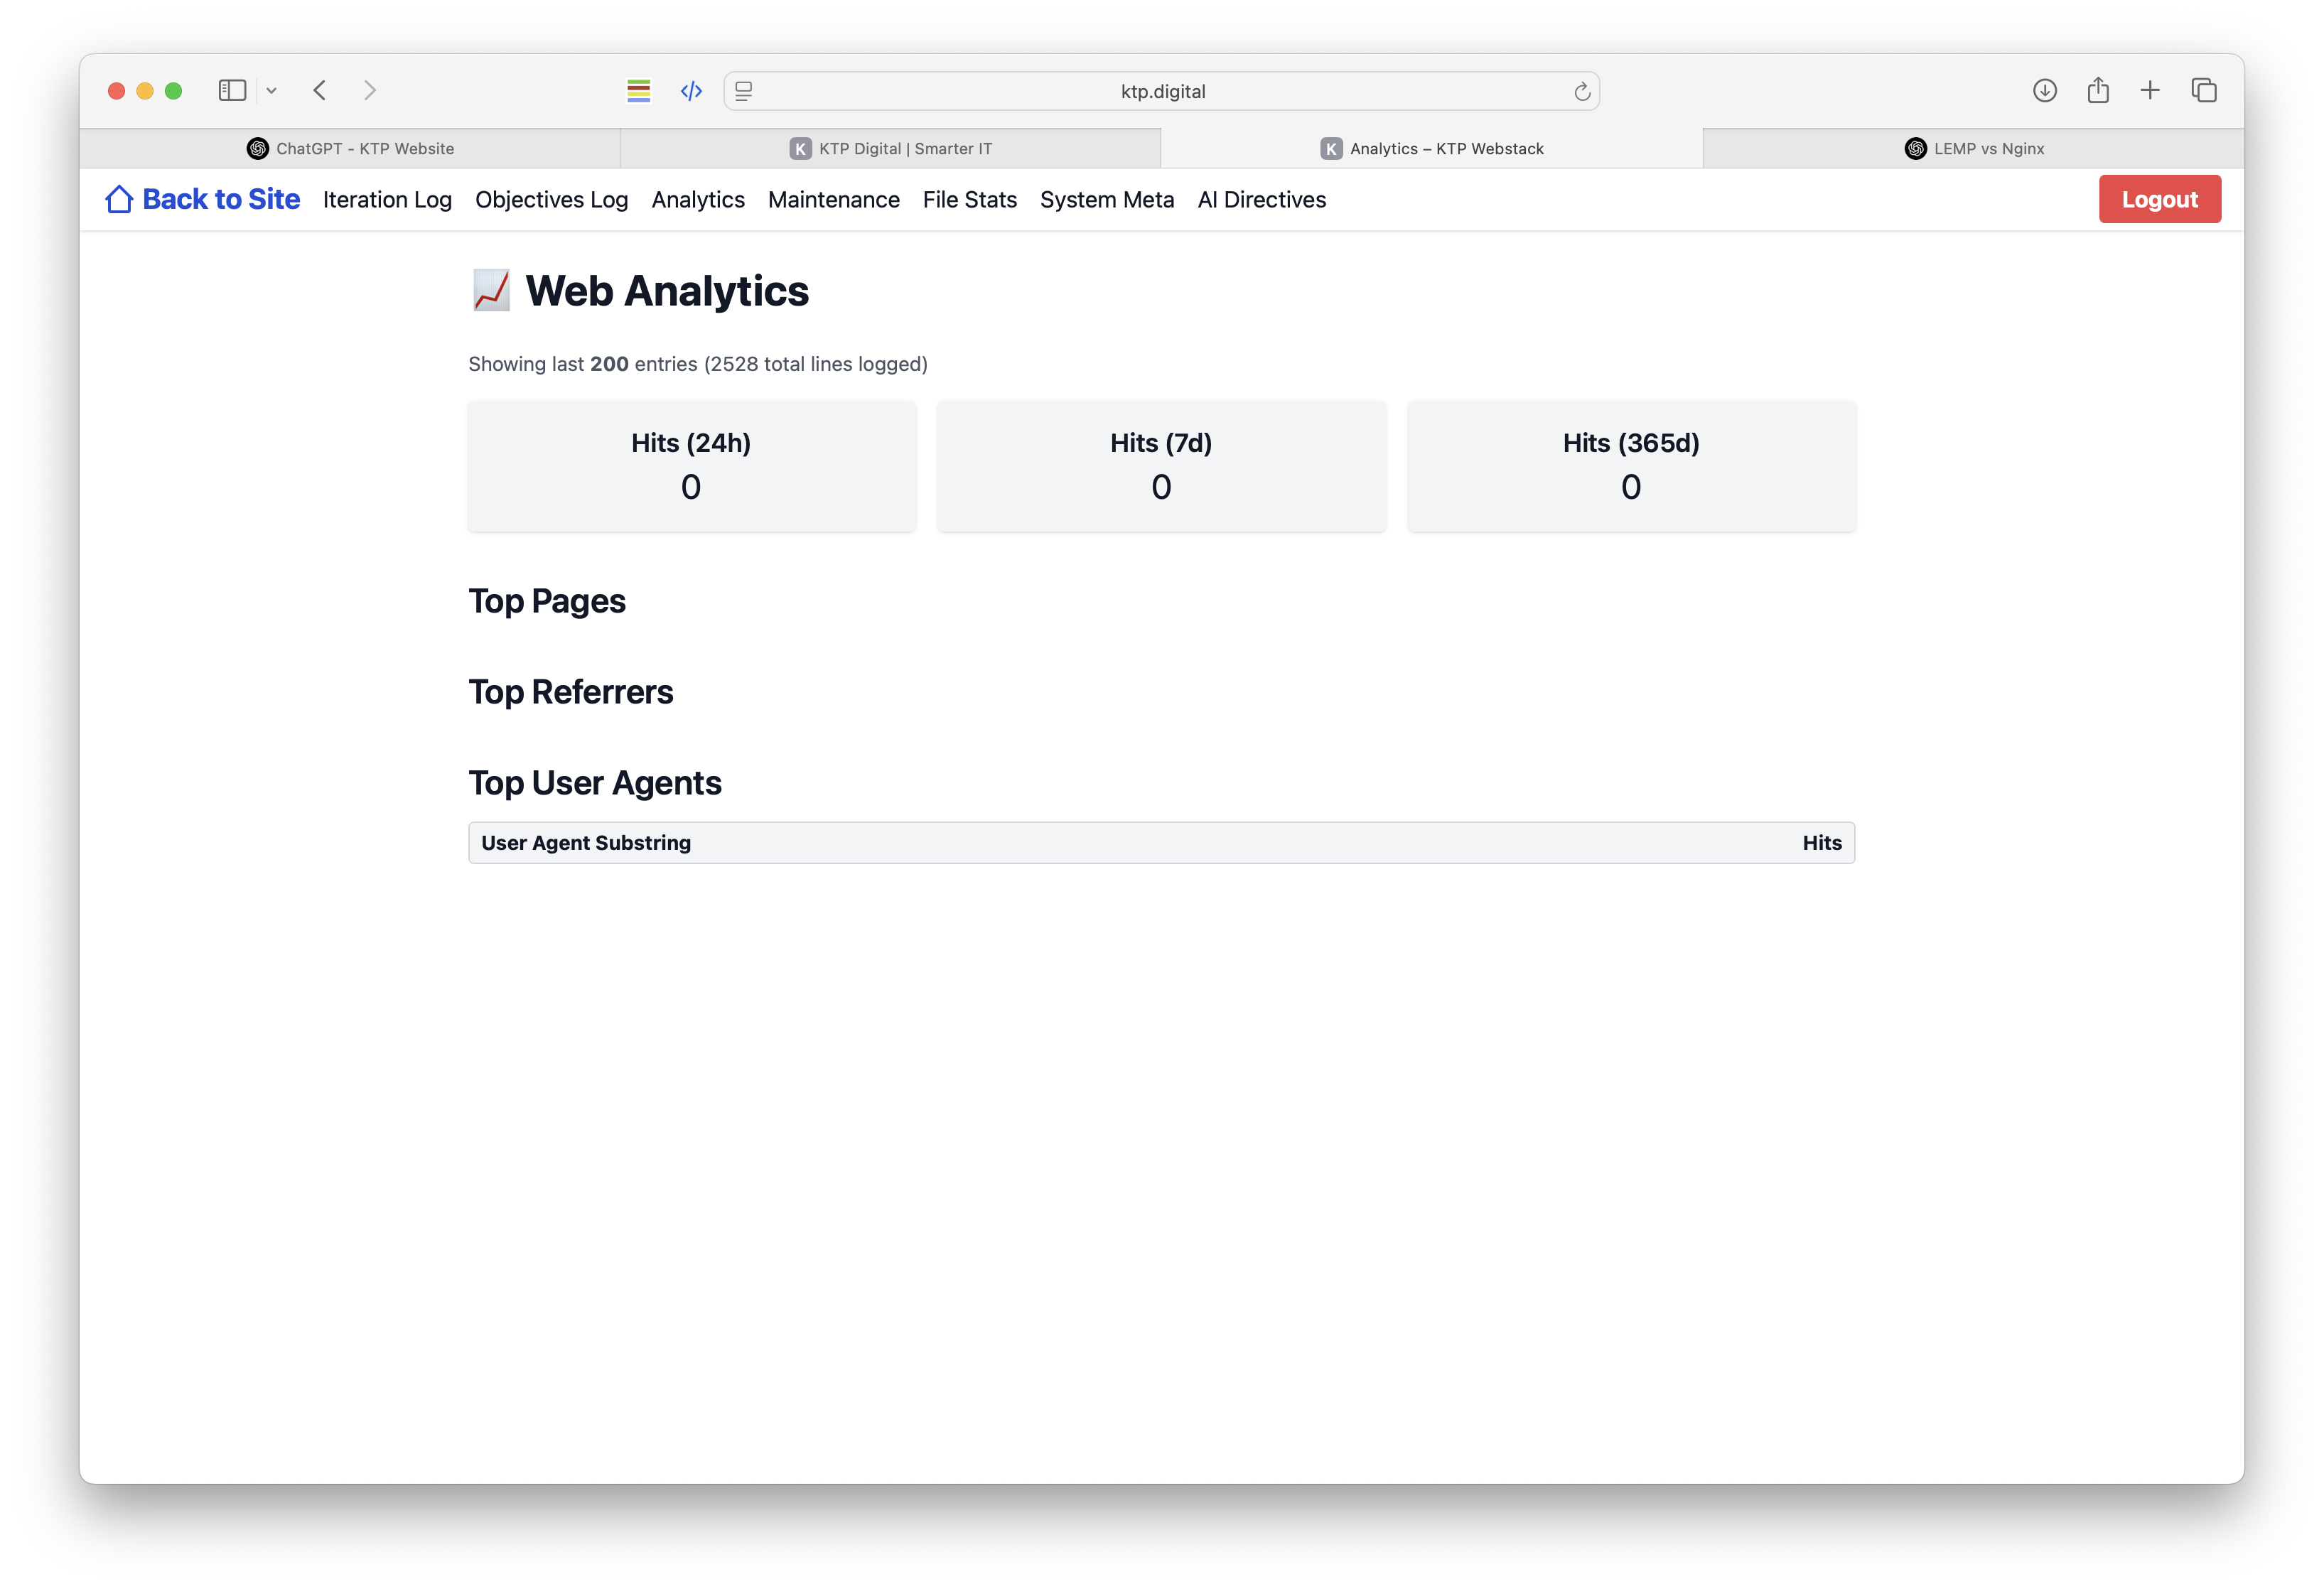 ktp.digital
ChatGPT - KTP Website
K KTP Digital | Smarter IT
K Analytics – KTP Webstack
LEMP vs Nginx
Back to Site Iteration Log Objectives Log Analytics Maintenance File Stats System Meta AI Directives Logout
Web Analytics
Showing last 200 entries (2528 total lines logged)
Hits (24h)
0
Hits (7d)
0
Hits (365d)
0
Top Pages
Top Referrers
Top User Agents
User Agent Substring Hits